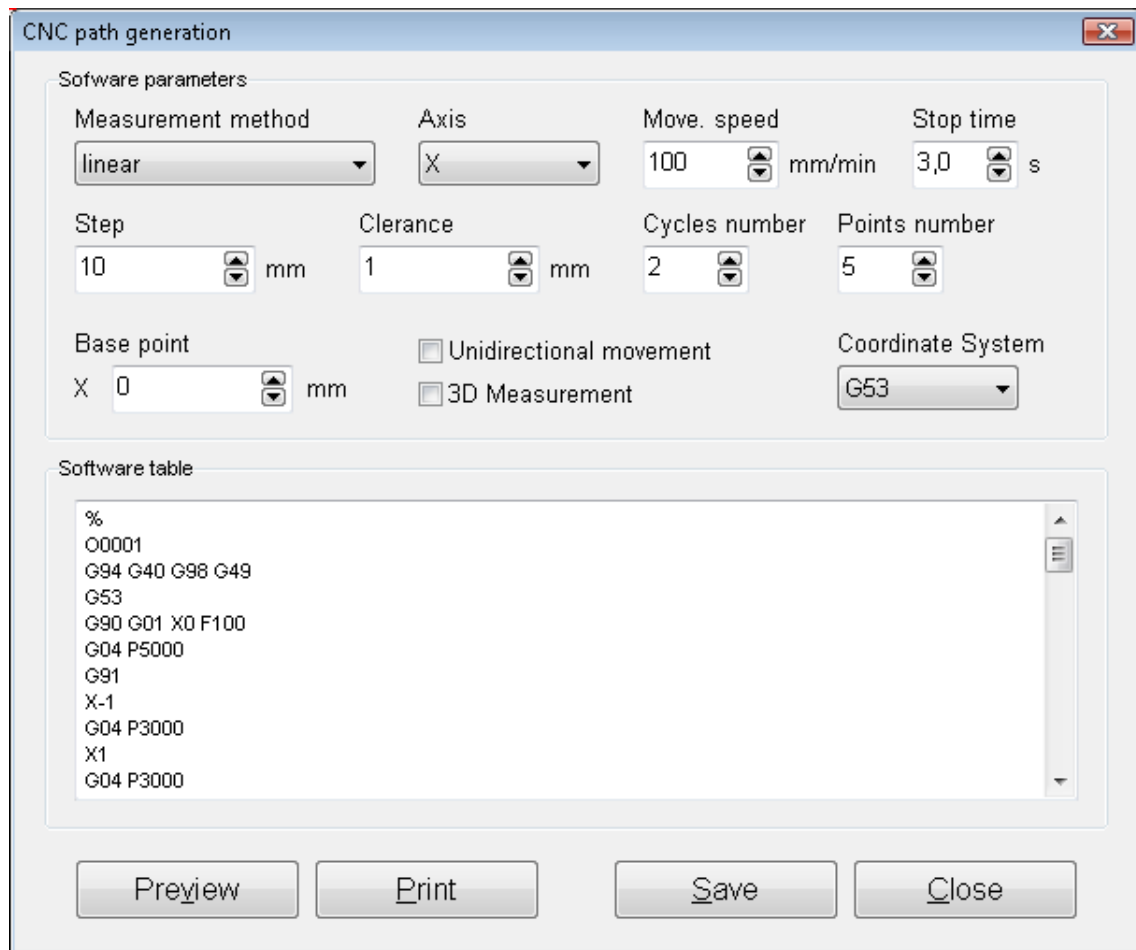 CNC path generation
Sofware parameters
Measurement method Axis Move. speed Stop time
linear X 100 mm/min 3,0 s
Step Clerance Cycles number Points number
10 mm 1 mm 2 5
Base point Unidirectional movement Coordinate System
X 0 mm 3D Measurement G53
Software table
%
O0001
G94 G40 G98 G49
G53
G90 G01 X0 F100
G04 P5000
G91
X-1
G04 P3000
X1
G04 P3000
Preview Print Save Close